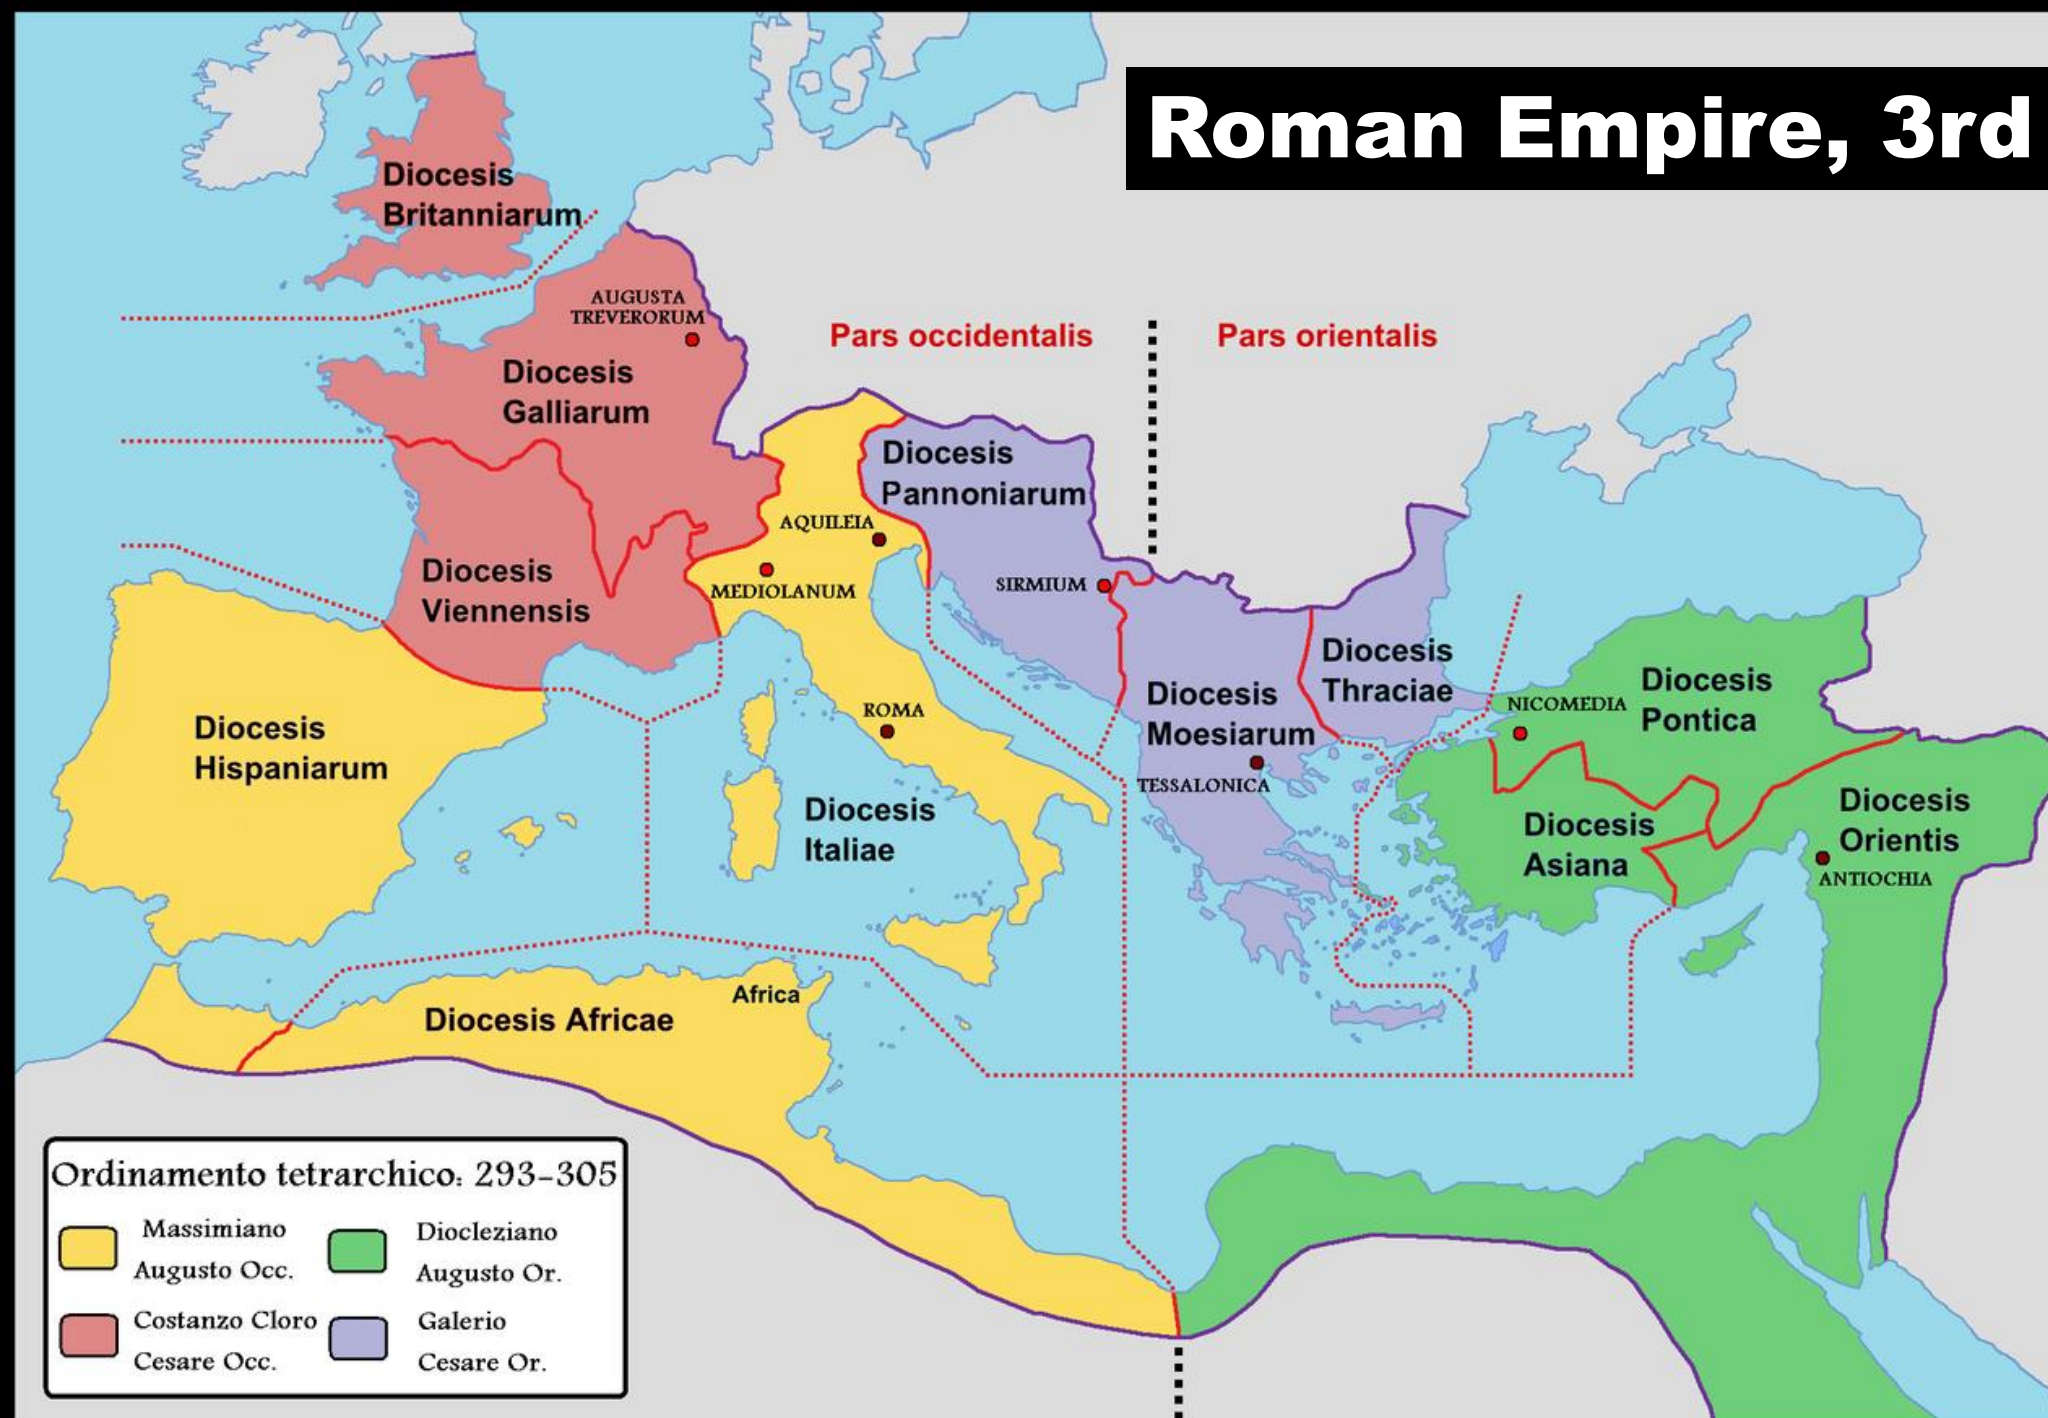 Roman Empire, 3rd
Diocesis
Britanniarum
AUGUSTA
TREVERORUM
Pars occidentalis
Pars orientalis
Diocesis
Galliarum
Diocesis
Pannoniarum
AQUILEIA
MEDIOLANUM
SIRMIUM
Diocesis
Viennensis
Diocesis
Thraciae
Diocesis
Moesiarum
NICOMEDIA
Diocesis
Pontica
ROMA
Diocesis
Hispaniarum
TESSALONICA
Diocesis
Italiae
Diocesis
Asiana
Diocesis
Orientis
ANTIOCHIA
Africa
Diocesis Africae
Ordinamento tetrarchico: 293-305
Massimiano
Augusto Occ.
Diocleziano
Augusto Or.
Costanzo Cloro
Cesare Occ.
Galerio
Cesare Or.